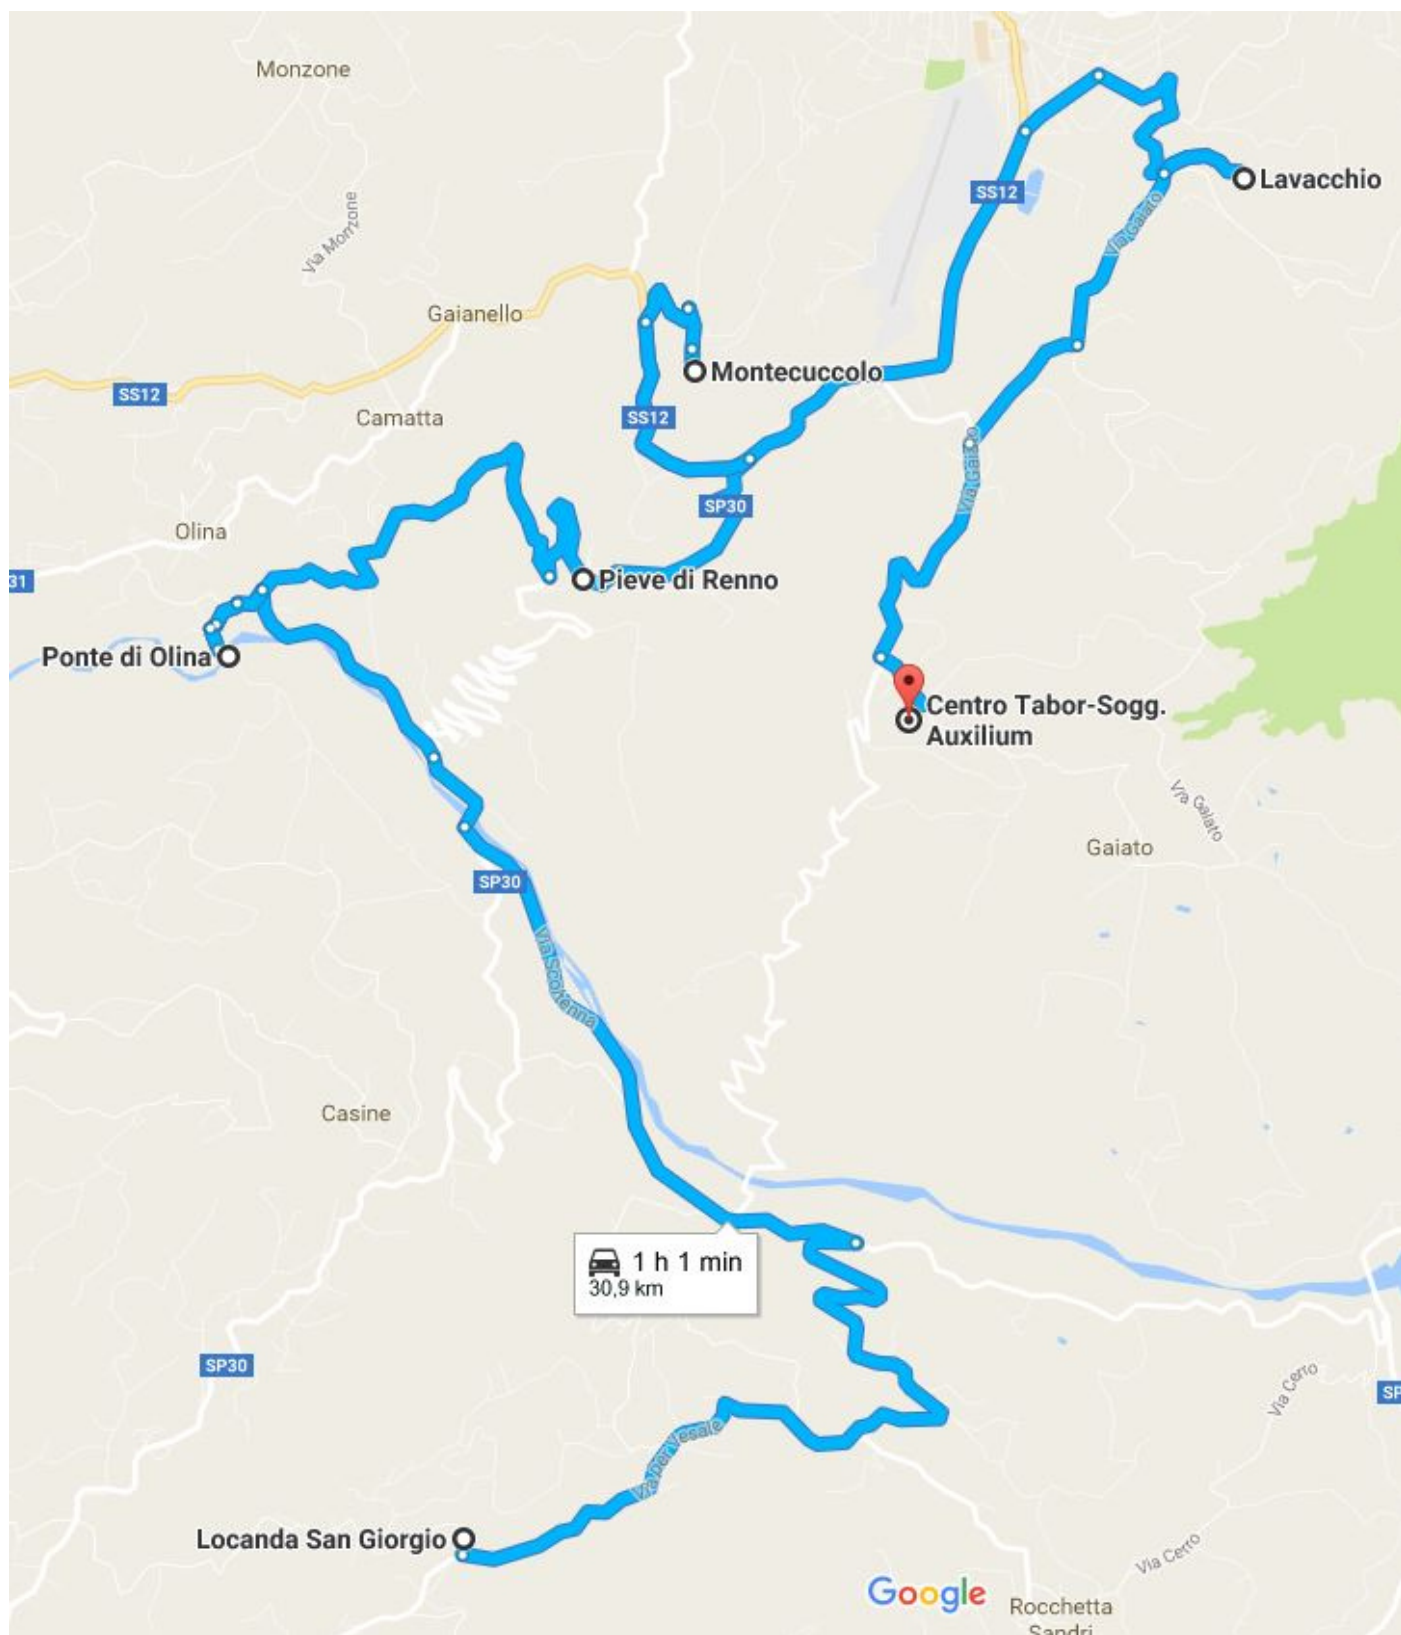 Monzone
Lavacchio
SS12
Via Gaiato
Via Monzone
Gaianello
Montecuccolo
SS12
SS12
Camatta
Via Gaiato
SP30
Olina
31
Pieve di Renno
Ponte di Olina
Centro Tabor-Sogg.
Auxilium
Via Gaiato
Gaiato
SP30
Via Scoltenna
Casine
1 h 1 min
30,9 km
SP30
Via Cerro
SP
Via per Vesale
Locanda San Giorgio
Via Cerro
Google
Rocchetta
Sandri